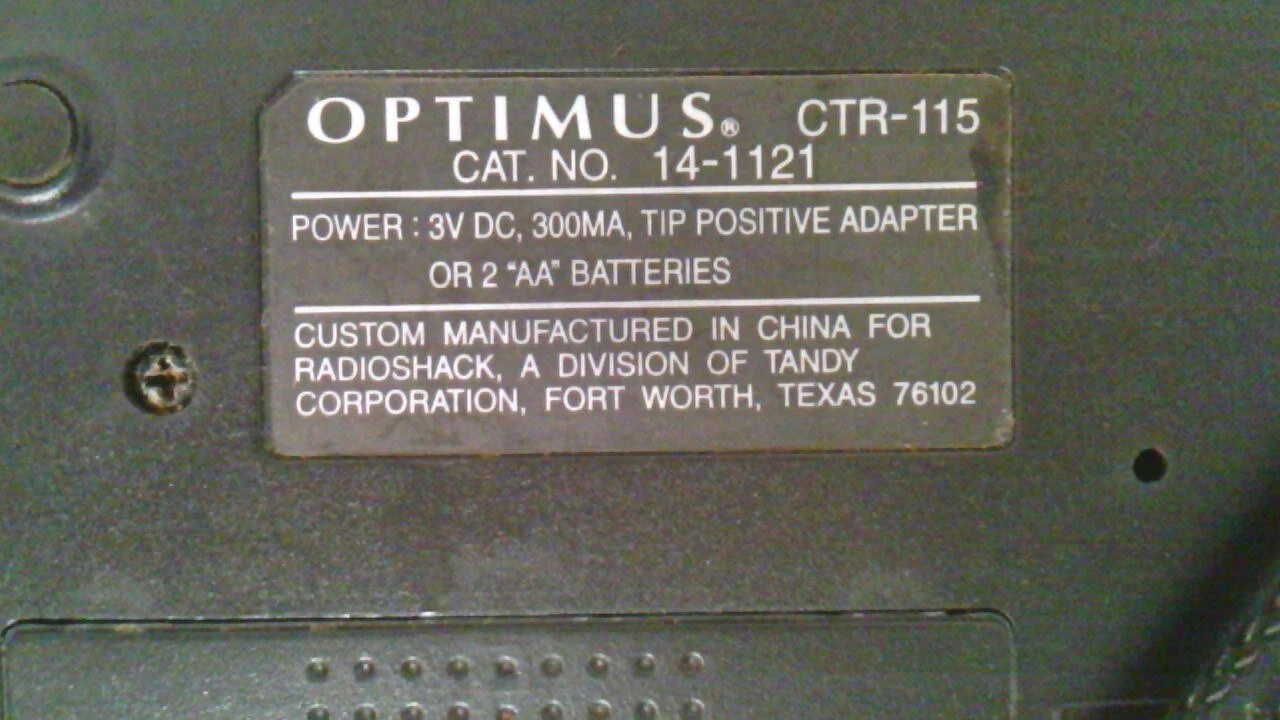 OPTIMUS® CTR-115
CAT. NO. 14-1121
POWER : 3V DC, 300MA, TIP POSITIVE ADAPTER
OR 2 “AA” BATTERIES
CUSTOM MANUFACTURED IN CHINA FOR
RADIOSHACK, A DIVISION OF TANDY
CORPORATION, FORT WORTH, TEXAS 76102